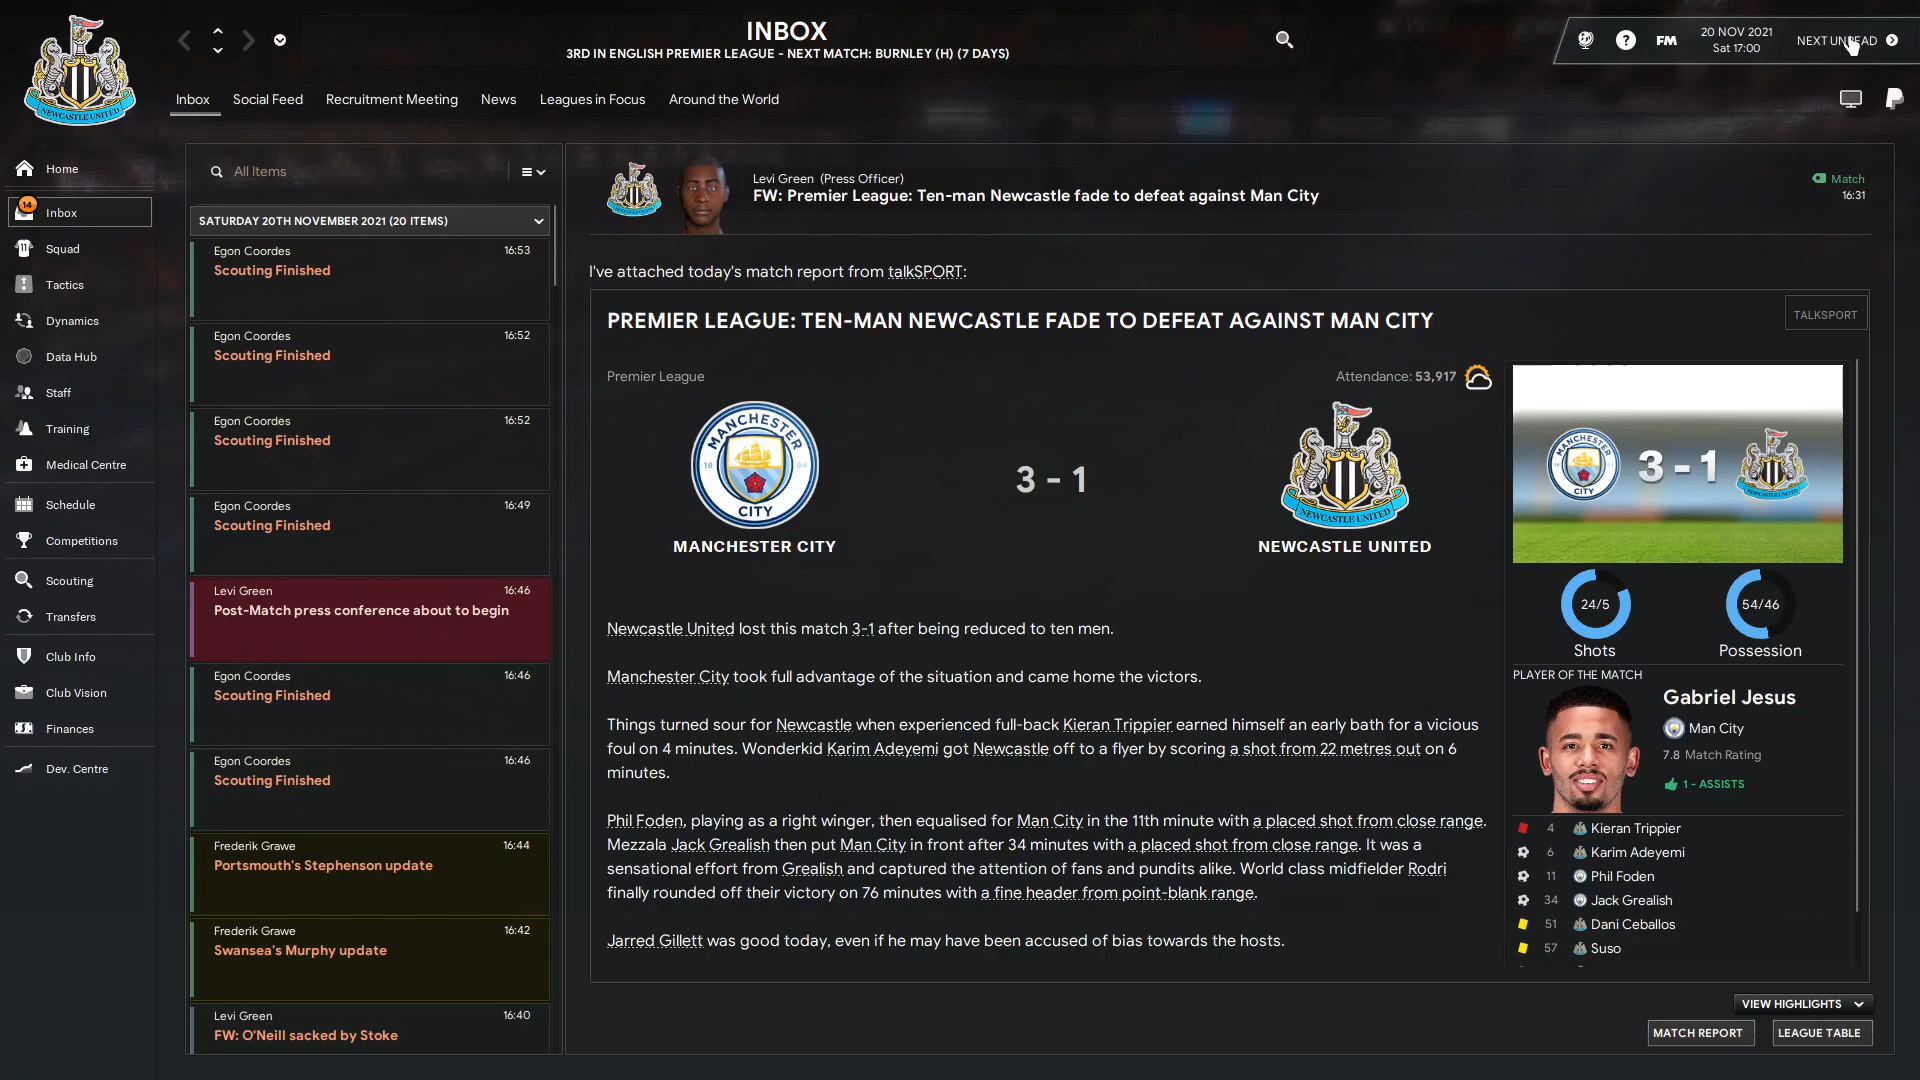 INBOX
3RD IN ENGLISH PREMIER LEAGUE - NEXT MATCH: BURNLEY (H) (7 DAYS)
FM
20 NOV 2021
Sat 17:00
NEXT UNREAD
NEWCASTLE UNITED
Inbox
Social Feed
Recruitment Meeting
News
Leagues in Focus
Around the World
Home
14
Inbox
Squad
Tactics
Dynamics
Data Hub
Staff
Training
Medical Centre
Schedule
Competitions
Scouting
Transfers
Club Info
Club Vision
Finances
Dev. Centre
All Items
SATURDAY 20TH NOVEMBER 2021 (20 ITEMS)
Egon Coordes 16:53
Scouting Finished
Egon Coordes 16:52
Scouting Finished
Egon Coordes 16:52
Scouting Finished
Egon Coordes 16:49
Scouting Finished
Levi Green 16:46
Post-Match press conference about to begin
Egon Coordes 16:46
Scouting Finished
Egon Coordes 16:46
Scouting Finished
Frederik Grawe 16:44
Portsmouth's Stephenson update
Frederik Grawe 16:42
Swansea's Murphy update
Levi Green 16:40
FW: O'Neill sacked by Stoke
Levi Green (Press Officer)
FW: Premier League: Ten-man Newcastle fade to defeat against Man City
Match
16:31
I've attached today's match report from talkSPORT:
PREMIER LEAGUE: TEN-MAN NEWCASTLE FADE TO DEFEAT AGAINST MAN CITY
TALKSPORT
Premier League
Attendance: 53,917
MANCHESTER
18 94
CITY
3 - 1
NEWCASTLE UNITED
MANCHESTER CITY
NEWCASTLE UNITED
Newcastle United lost this match 3-1 after being reduced to ten men.
Manchester City took full advantage of the situation and came home the victors.
Things turned sour for Newcastle when experienced full-back Kieran Trippier earned himself an early bath for a vicious
foul on 4 minutes. Wonderkid Karim Adeyemi got Newcastle off to a flyer by scoring a shot from 22 metres out on 6
minutes.
Phil Foden, playing as a right winger, then equalised for Man City in the 11th minute with a placed shot from close range.
Mezzala Jack Grealish then put Man City in front after 34 minutes with a placed shot from close range. It was a
sensational effort from Grealish and captured the attention of fans and pundits alike. World class midfielder Rodri
finally rounded off their victory on 76 minutes with a fine header from point-blank range.
Jarred Gillett was good today, even if he may have been accused of bias towards the hosts.
MANCHESTER
CITY
3 - 1
24/5
Shots
54/46
Possession
PLAYER OF THE MATCH
Gabriel Jesus
Man City
7.8 Match Rating
1 - ASSISTS
4 Kieran Trippier
6 Karim Adeyemi
11 Phil Foden
34 Jack Grealish
51 Dani Ceballos
57 Suso
VIEW HIGHLIGHTS
MATCH REPORT
LEAGUE TABLE